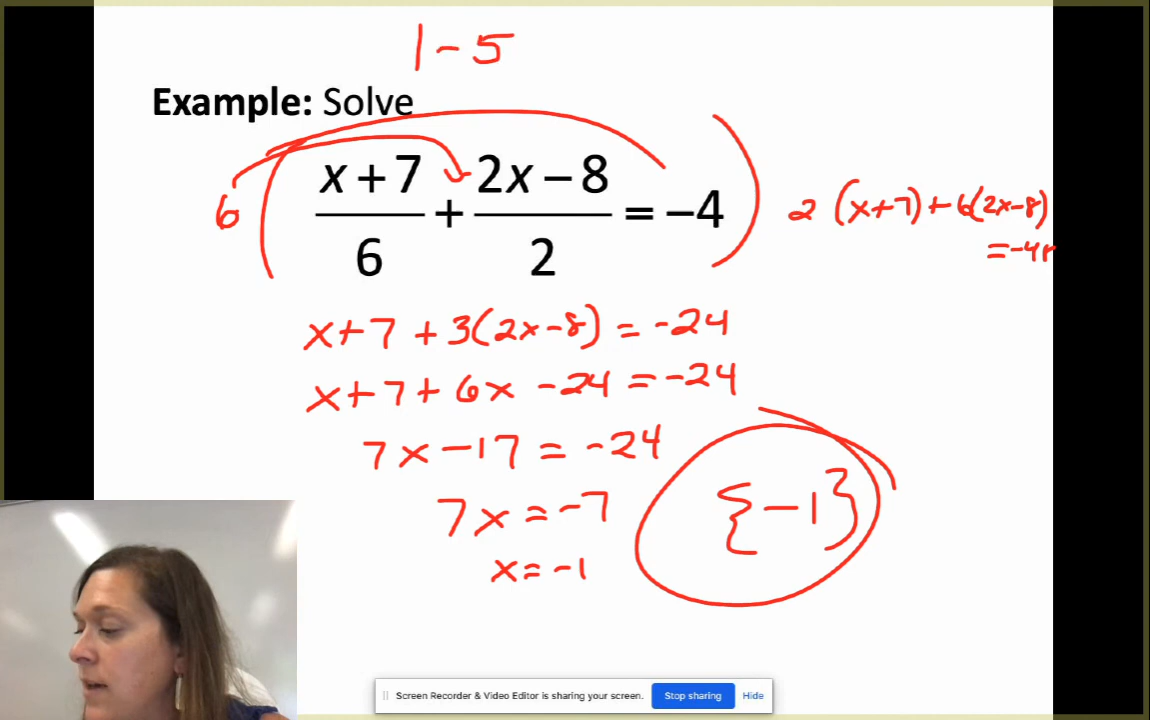 1-5
Example: Solve
6 ( x+7/6 + 2x-8/2 = -4 )
2 (x+7) + 6(2x-8)
= -4
x+7 + 3(2x-8) = -24
x+7+6x -24 = -24
7x -17 = -24
7x = -7
x = -1
{-1}
Screen Recorder & Video Editor is sharing your screen. Stop sharing Hide